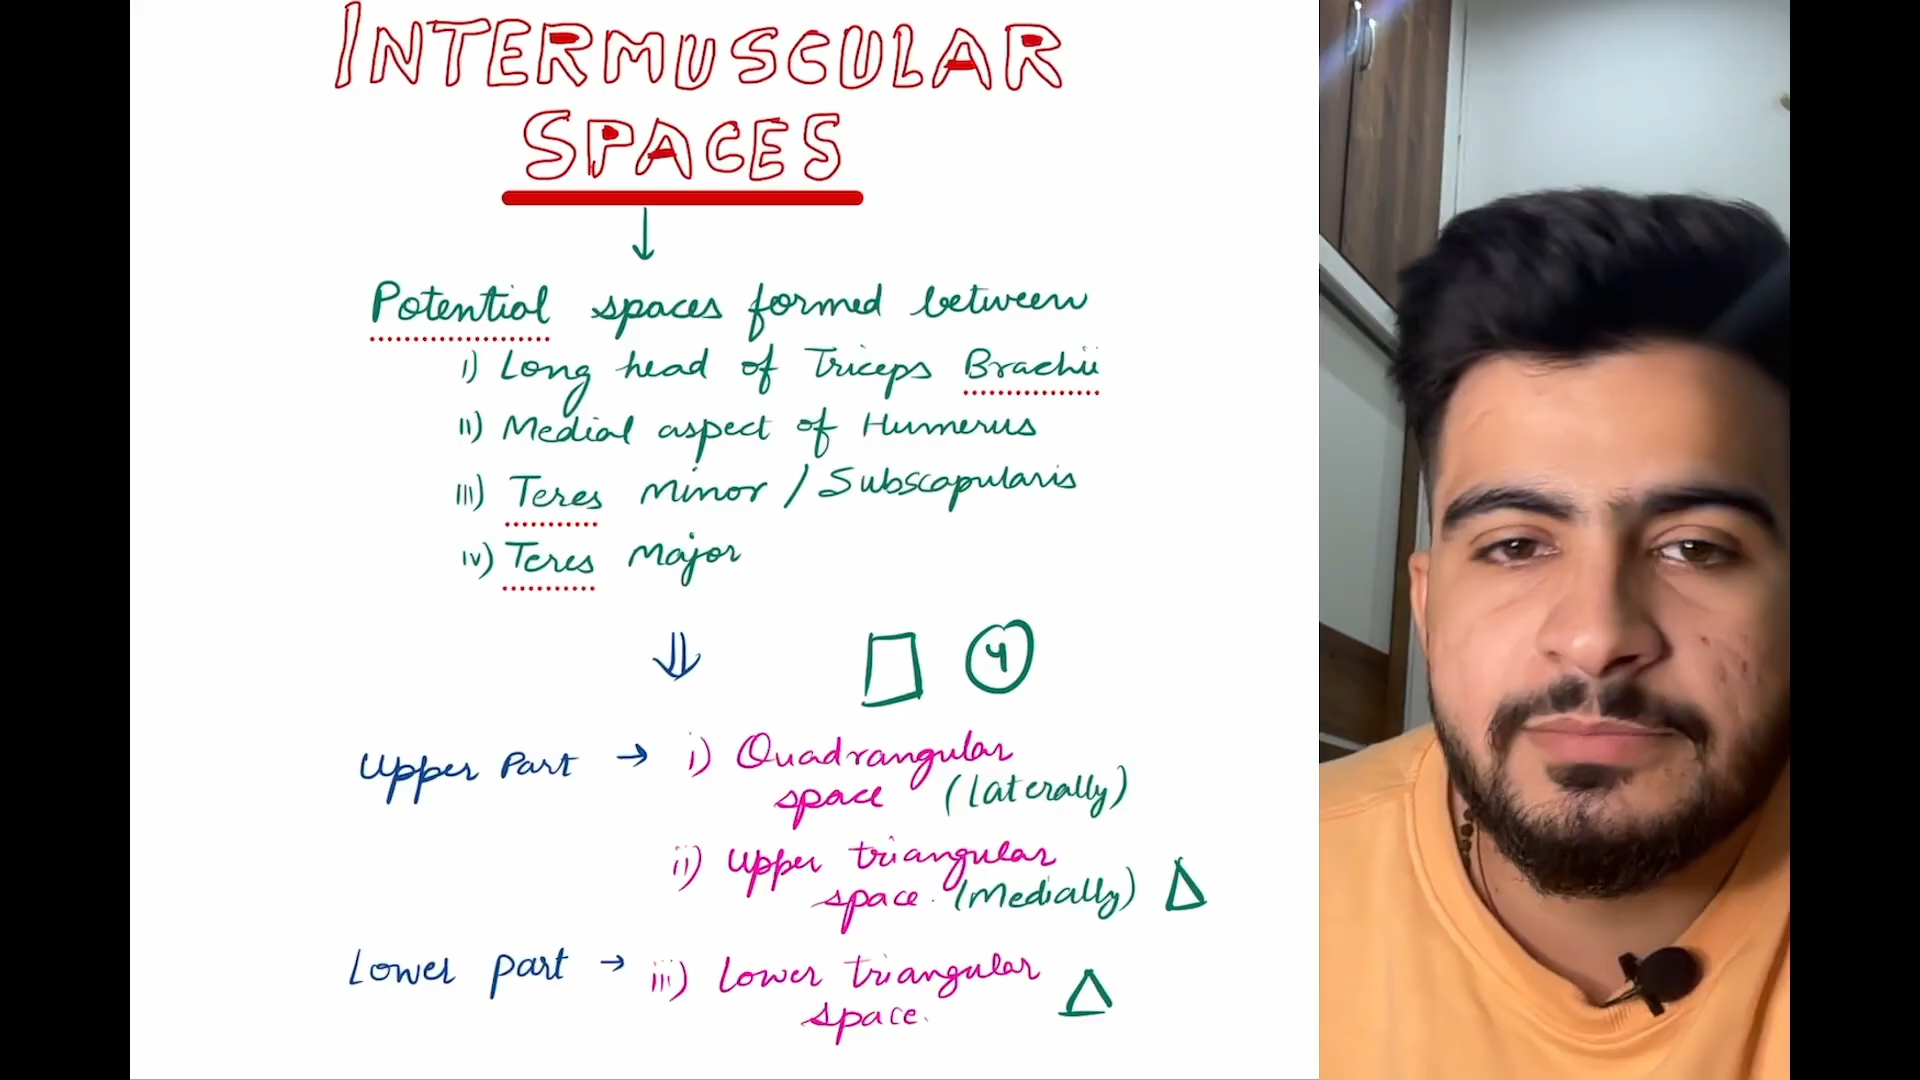 INTERMUSCULAR
SPACES
Potential spaces formed between
i) Long head of Triceps Brachii
ii) Medial aspect of Humerus
iii) Teres Minor / Subscapularis
iv) Teres Major
4
Upper Part → i) Quadrangular
space (laterally)
ii) Upper triangular
space. (Medially)
Lower part → iii) Lower triangular
space.